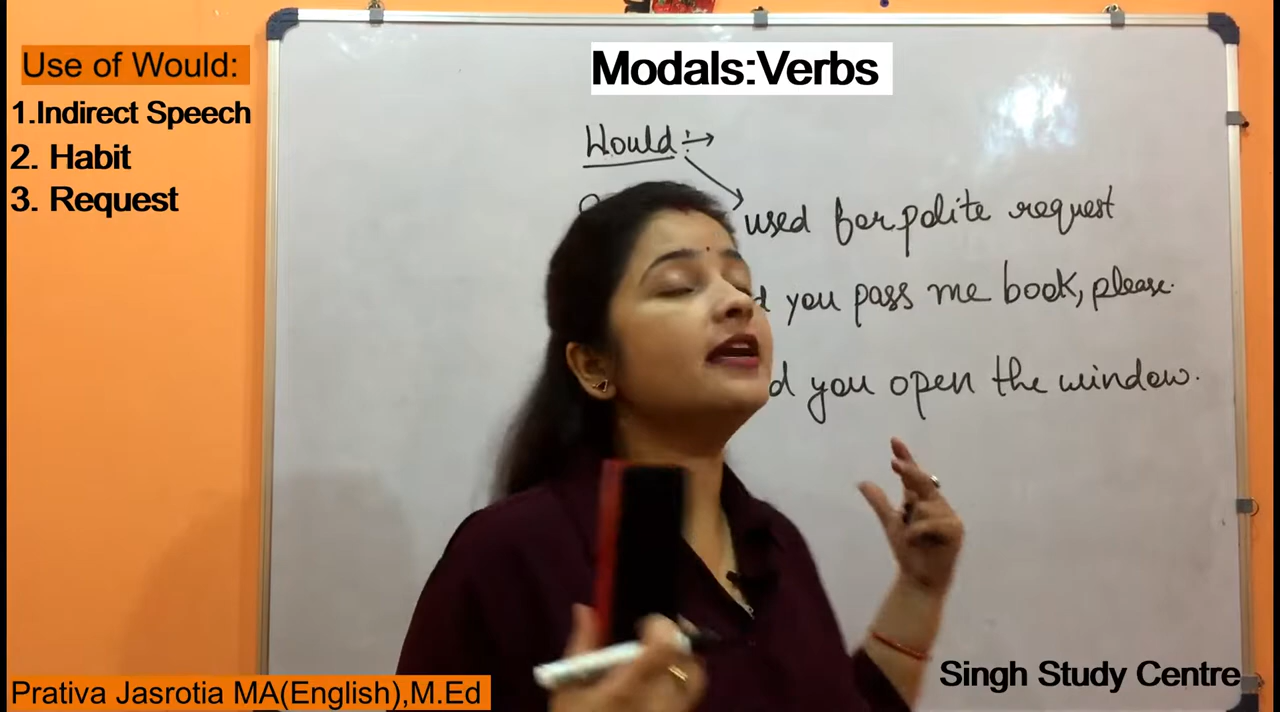 Use of Would:
1.Indirect Speech
2. Habit
3. Request
Modals:Verbs
Would:→
used for polite request
you pass me book, please.
you open the window.
Prativa Jasrotia MA(English),M.Ed
Singh Study Centre